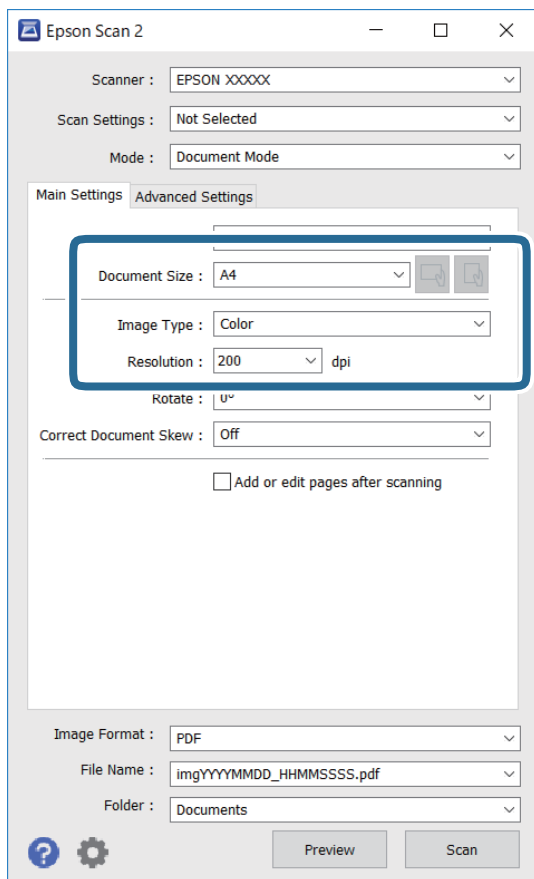 Epson Scan 2
Scanner : EPSON XXXXX
Scan Settings : Not Selected
Mode : Document Mode
Main Settings Advanced Settings
Document Size : A4
Image Type : Color
Resolution : 200 dpi
Rotate : 0°
Correct Document Skew : Off
Add or edit pages after scanning
Image Format : PDF
File Name : imgYYYYMMDD_HHMMSSSS.pdf
Folder : Documents
? Preview Scan